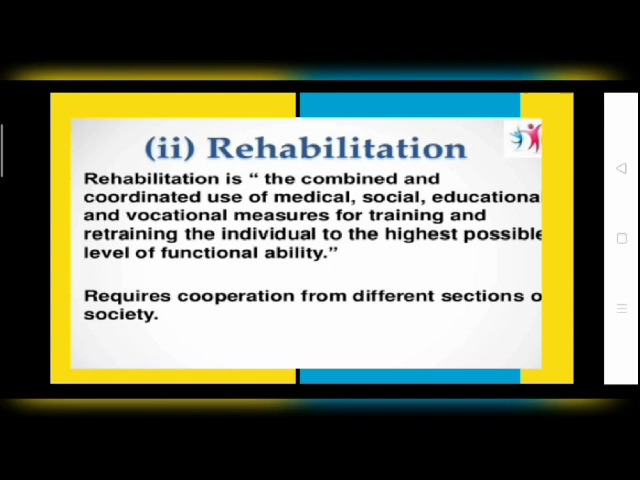 (ii) Rehabilitation
Rehabilitation is “ the combined and
coordinated use of medical, social, educational
and vocational measures for training and
retraining the individual to the highest possible
level of functional ability.”
Requires cooperation from different sections o
society.